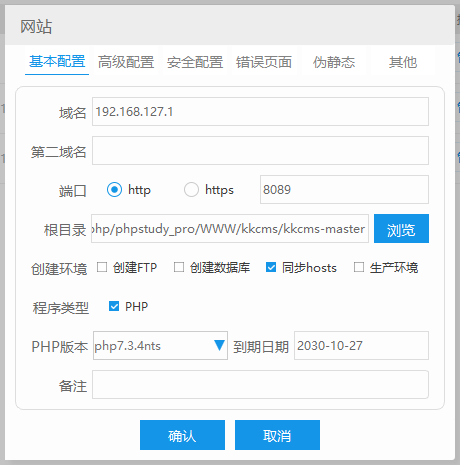 网站
基本配置 高级配置 安全配置 错误页面 伪静态 其他
域名 192.168.127.1
第二域名
端口 http https 8089
根目录 php/phpstudy_pro/WWW/kkcms/kkcms-master 浏览
创建环境 创建FTP 创建数据库 同步hosts 生产环境
程序类型 PHP
PHP版本 php7.3.4nts 到期日期 2030-10-27
备注
确认 取消